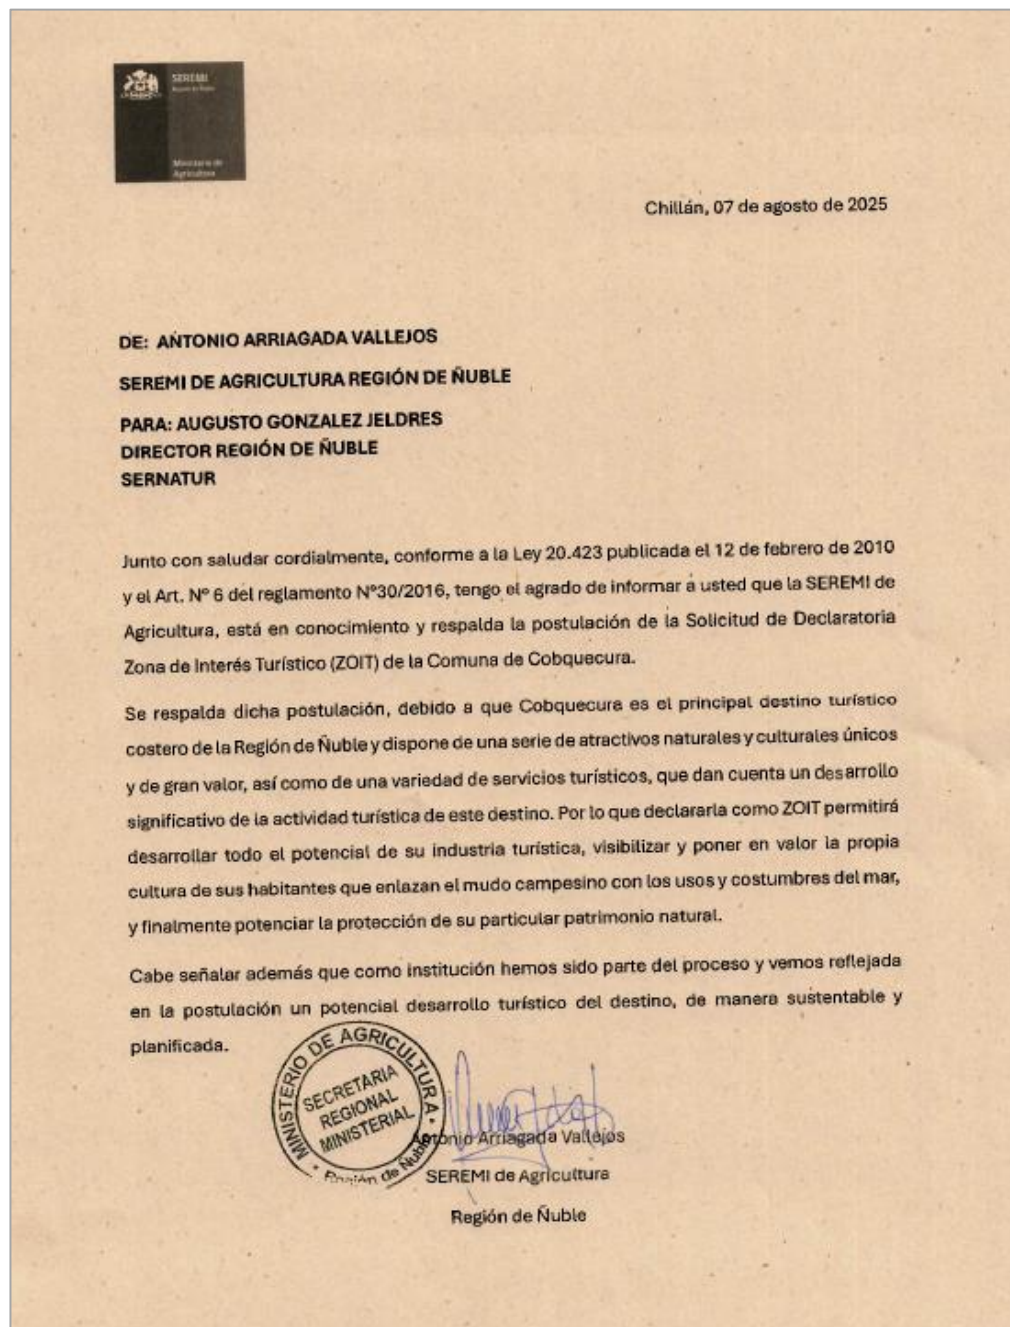 SEREMI
Región de Ñuble
Ministerio de
Agricultura
Chillán, 07 de agosto de 2025
DE: ANTONIO ARRIAGADA VALLEJOS
SEREMI DE AGRICULTURA REGIÓN DE ÑUBLE
PARA: AUGUSTO GONZALEZ JELDRES
DIRECTOR REGIÓN DE ÑUBLE
SERNATUR
Junto con saludar cordialmente, conforme a la Ley 20.423 publicada el 12 de febrero de 2010
y el Art. Nº 6 del reglamento N°30/2016, tengo el agrado de informar a usted que la SEREMI de
Agricultura, está en conocimiento y respalda la postulación de la Solicitud de Declaratoria
Zona de Interés Turístico (ZOIT) de la Comuna de Cobquecura.
Se respalda dicha postulación, debido a que Cobquecura es el principal destino turístico
costero de la Región de Ñuble y dispone de una serie de atractivos naturales y culturales únicos
y de gran valor, así como de una variedad de servicios turísticos, que dan cuenta un desarrollo
significativo de la actividad turística de este destino. Por lo que declararla como ZOIT permitirá
desarrollar todo el potencial de su industria turística, visibilizar y poner en valor la propia
cultura de sus habitantes que enlazan el mudo campesino con los usos y costumbres del mar,
y finalmente potenciar la protección de su particular patrimonio natural.
Cabe señalar además que como institución hemos sido parte del proceso y vemos reflejada
en la postulación un potencial desarrollo turístico del destino, de manera sustentable y
planificada.
MINISTERIO DE AGRICULTURA
SECRETARIA
REGIONAL
MINISTERIAL
Región de Ñuble
Antonio Arriagada Vallejos
SEREMI de Agricultura
Región de Ñuble